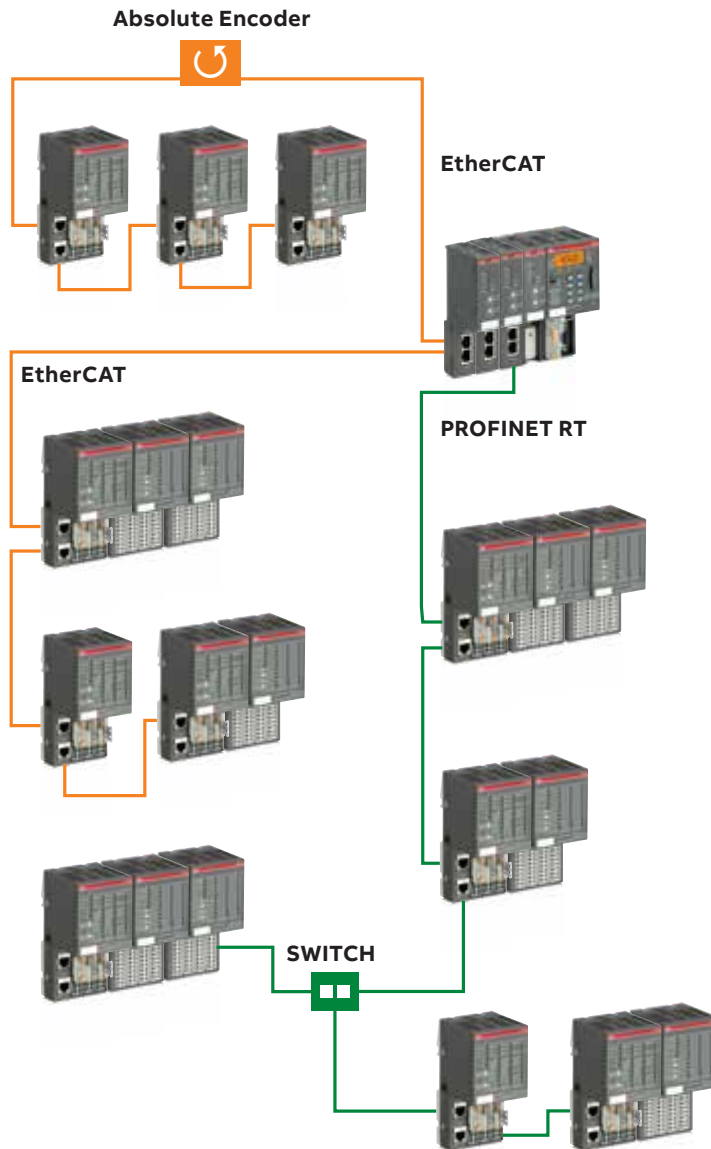 Absolute Encoder
EtherCAT
EtherCAT
PROFINET RT
SWITCH